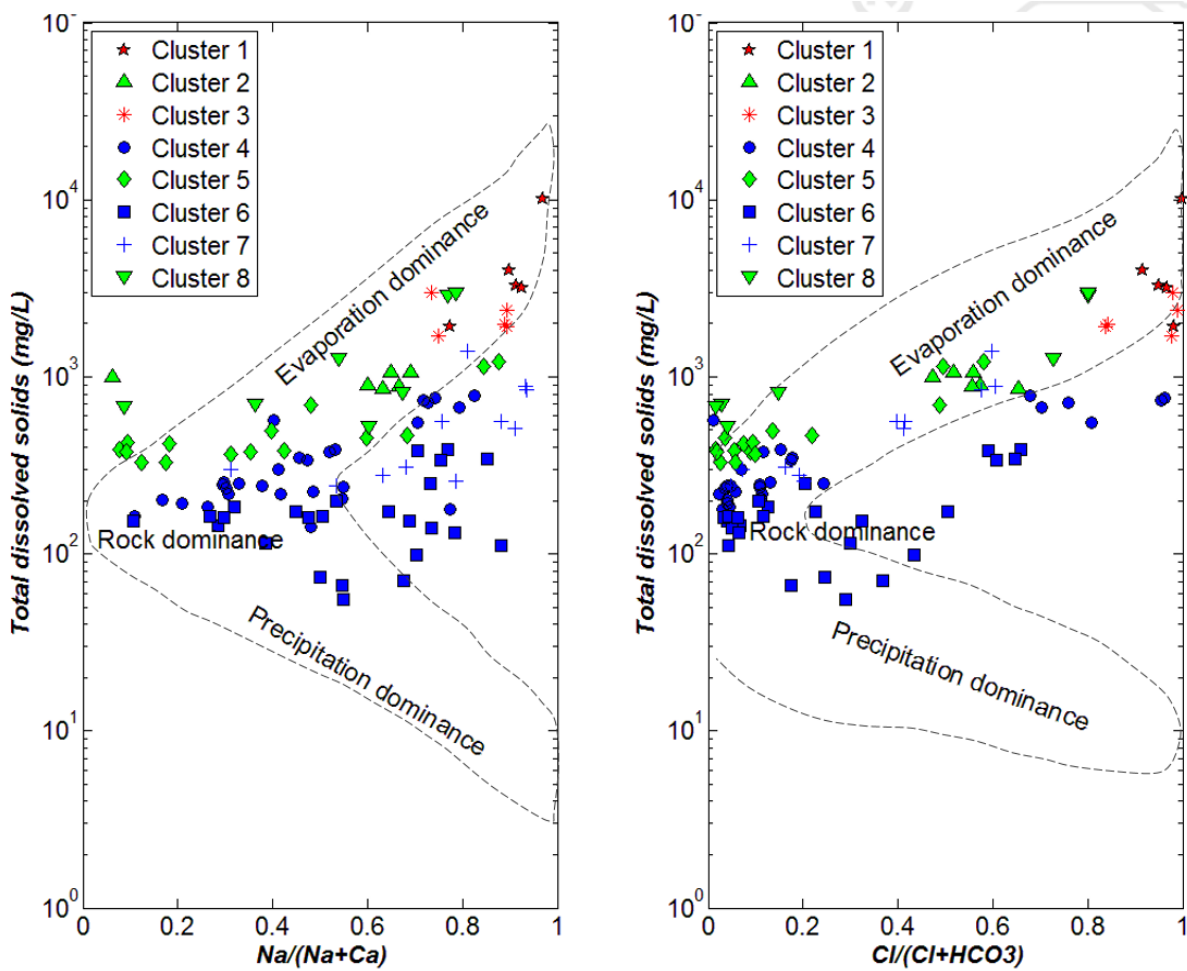 10⁵
10⁴
10³
10²
10¹
10⁰
Total dissolved solids (mg/L)
Cluster 1
Cluster 2
Cluster 3
Cluster 4
Cluster 5
Cluster 6
Cluster 7
Cluster 8
Evaporation dominance
Rock dominance
Precipitation dominance
0 0.2 0.4 0.6 0.8 1
Na/(Na+Ca)
10⁴
10³
10²
10¹
10⁰
Total dissolved solids (mg/L)
Cluster 1
Cluster 2
Cluster 3
Cluster 4
Cluster 5
Cluster 6
Cluster 7
Cluster 8
Evaporation dominance
Rock dominance
Precipitation dominance
0 0.2 0.4 0.6 0.8 1
Cl/(Cl+HCO3)